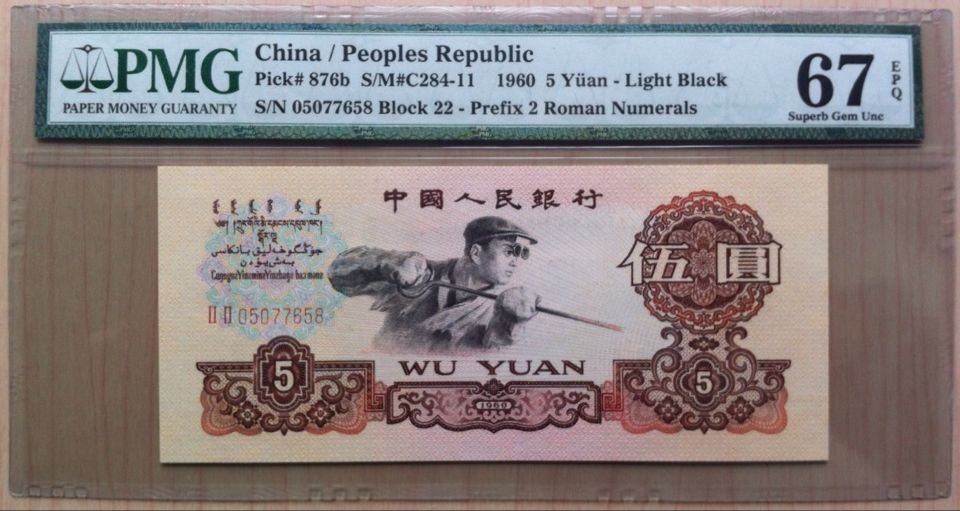 PMG
PAPER MONEY GUARANTY
China / Peoples Republic
Pick# 876b S/M#C284-11 1960 5 Yüan - Light Black
S/N 05077658 Block 22 - Prefix 2 Roman Numerals
67 EPQ
Superb Gem Unc
中國人民銀行
伍圓
II II 05077658
WU YUAN
5
1960
5